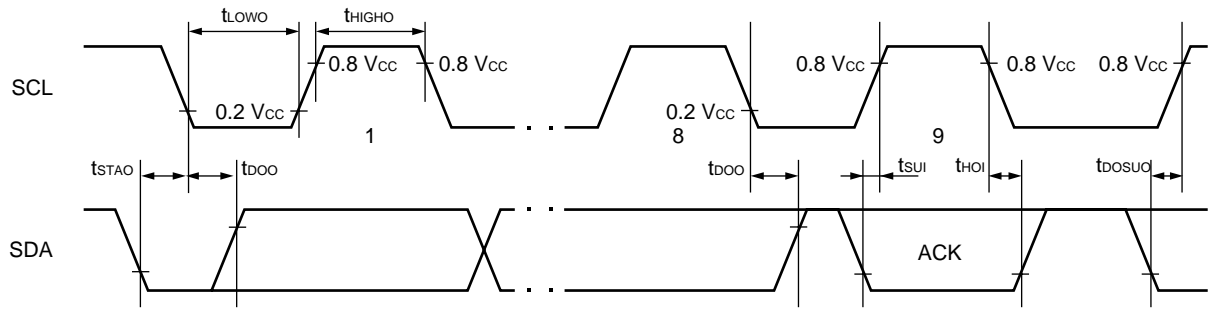 tLOWO tHIGHO
SCL
0.8 VCC 0.8 VCC 0.8 VCC 0.8 VCC 0.8 VCC
0.2 VCC 0.2 VCC
1 8 9
tSTAO tDOO tDOO tSUI tHOI tDOSUO
SDA
ACK